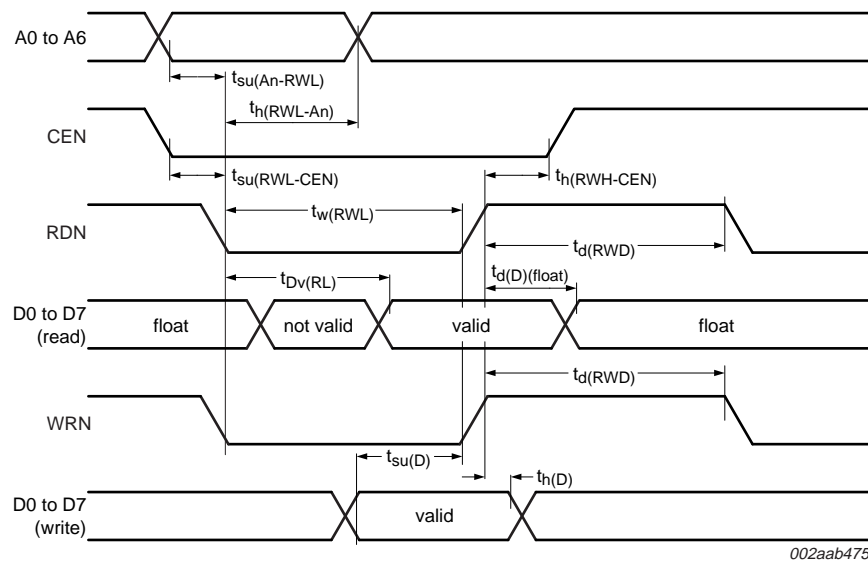 A0 to A6
tsu(An-RWL)
th(RWL-An)
CEN
tsu(RWL-CEN)
th(RWH-CEN)
tw(RWL)
RDN
td(RWD)
tDv(RL)
td(D)(float)
D0 to D7
(read)
float
not valid
valid
float
td(RWD)
WRN
tsu(D)
th(D)
D0 to D7
(write)
valid
002aab475